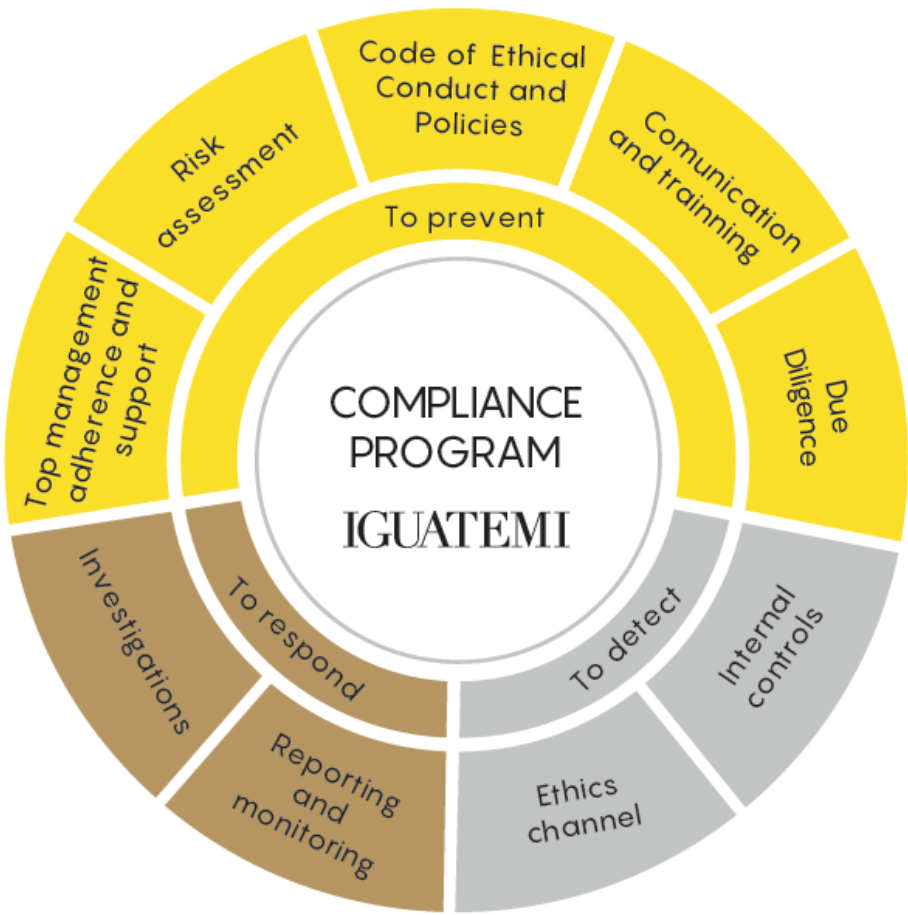 Code of Ethical
Conduct and
Policies
Risk
assessment
Comunication
and trainning
To prevent
Top management
adherence and
support
Due
Diligence
COMPLIANCE
PROGRAM
IGUATEMI
Investigations
To respond
To detect
Internal
controls
Reporting
and
monitoring
Ethics
channel